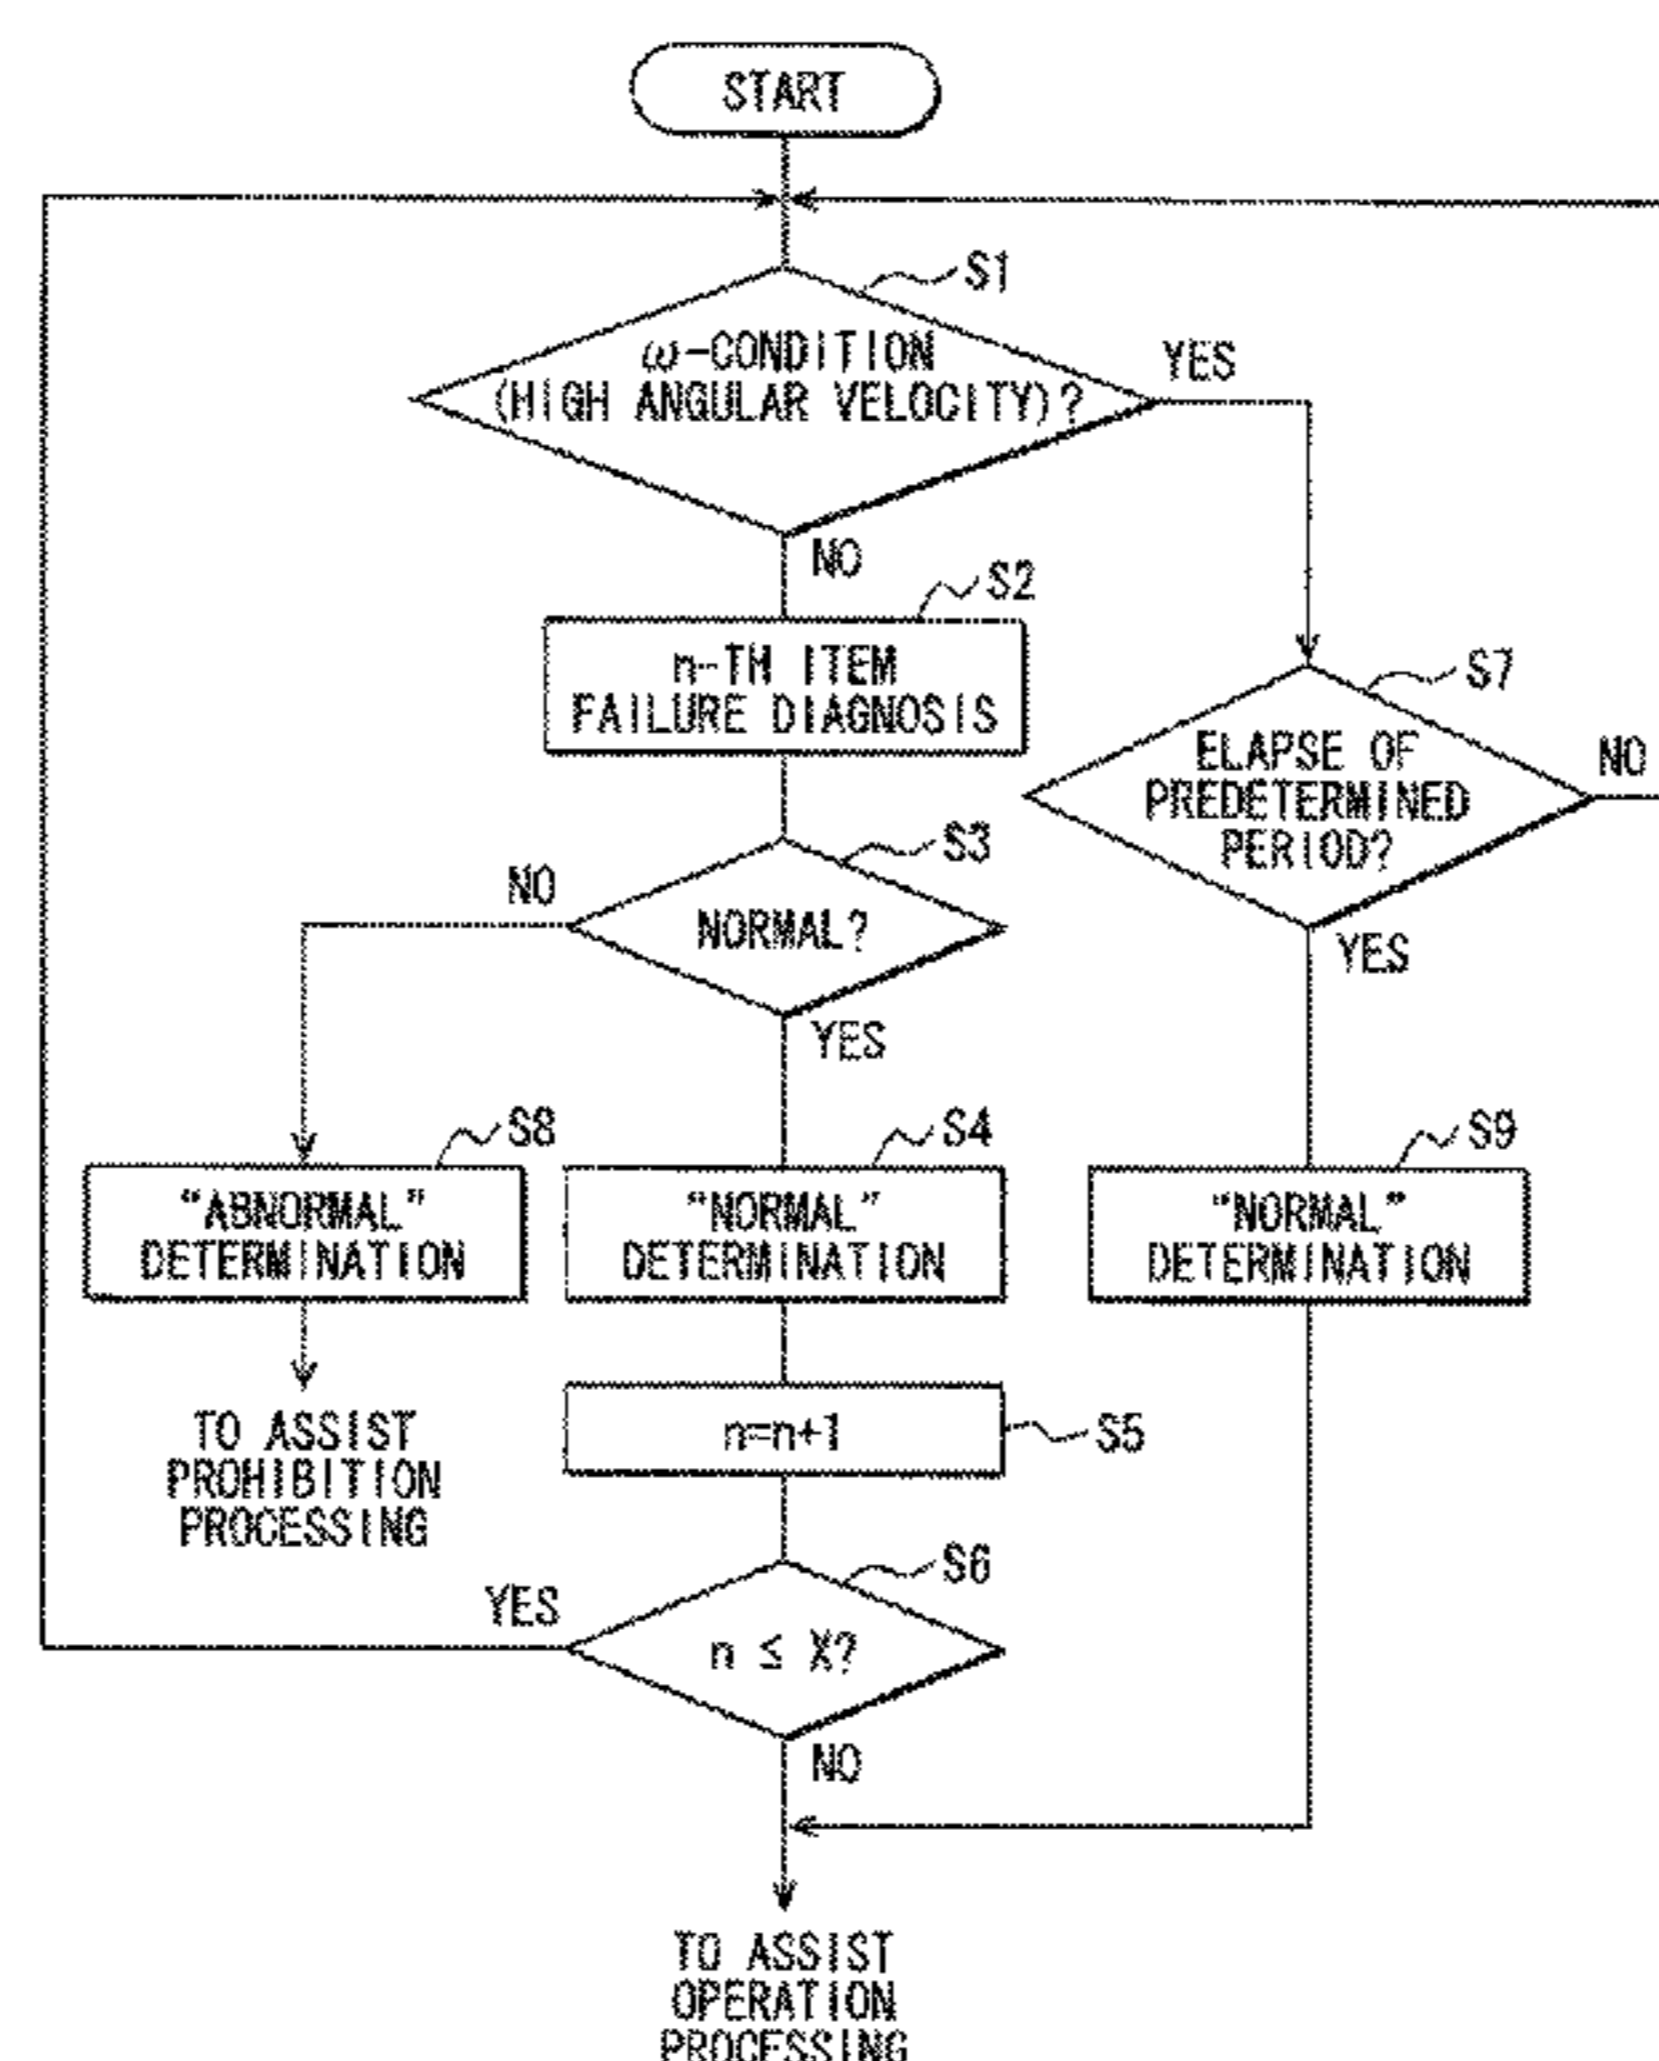 START
S1
ω-CONDITION
(HIGH ANGULAR VELOCITY)?
YES
NO
S2
n-TH ITEM
FAILURE DIAGNOSIS
S7
ELAPSE OF
PREDETERMINED
PERIOD?
NO
YES
S3
NORMAL?
NO
YES
S8
"ABNORMAL"
DETERMINATION
S4
"NORMAL"
DETERMINATION
S9
"NORMAL"
DETERMINATION
TO ASSIST
PROHIBITION
PROCESSING
n=n+1
S5
S6
n ≤ X?
YES
NO
TO ASSIST
OPERATION
PROCESSING